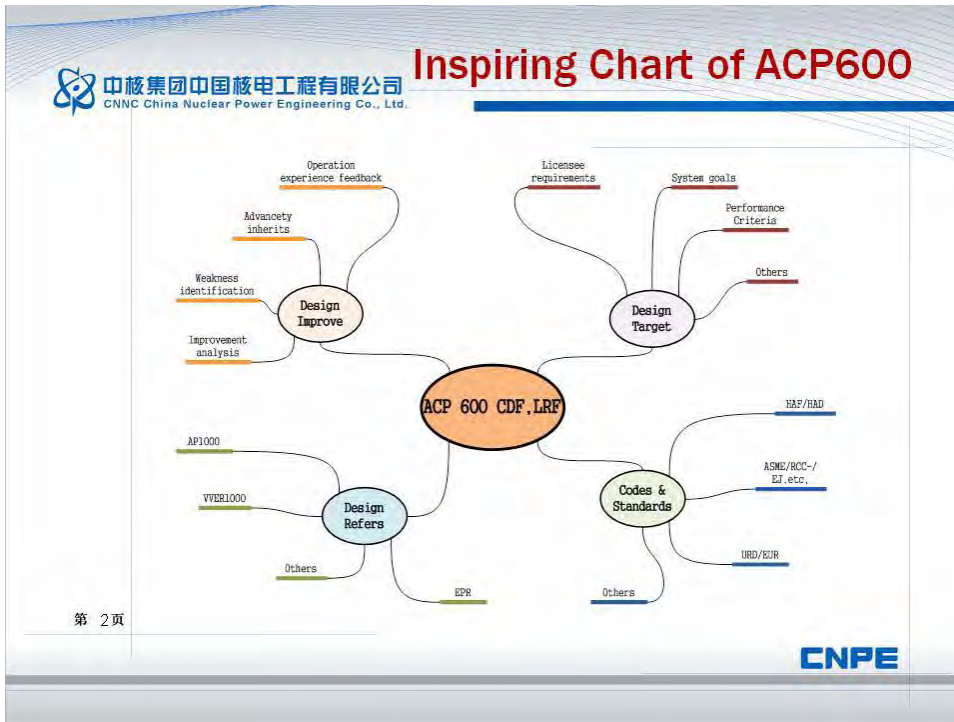 Inspiring Chart of ACP600
中核集团中国核电工程有限公司
CNNC China Nuclear Power Engineering Co., Ltd.
Operation
experience feedback
Advancety
inherits
Weakness
identification
Improvement
analysis
Design
Improve
Licensee
requirements
System goals
Performance
Criteria
Others
Design
Target
ACP 600 CDF,LRF
AP1000
VVER1000
Others
EPR
Design
Refers
HAF/HAD
ASME/RCC-/
EJ.etc.
URD/EUR
Others
Codes &
Standards
第 2页
CNPE